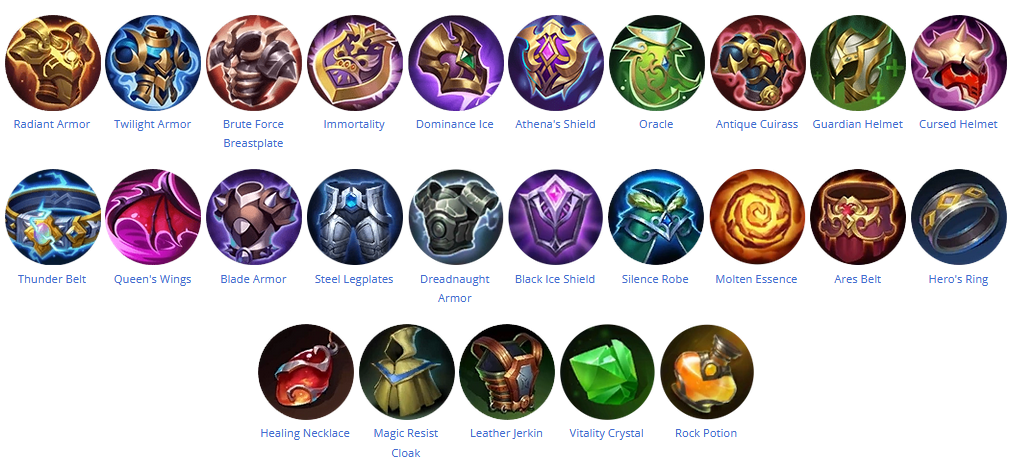 Radiant Armor
Twilight Armor
Brute Force
Breastplate
Immortality
Dominance Ice
Athena's Shield
Oracle
Antique Cuirass
Guardian Helmet
Cursed Helmet
Thunder Belt
Queen's Wings
Blade Armor
Steel Legplates
Dreadnaught
Armor
Black Ice Shield
Silence Robe
Molten Essence
Ares Belt
Hero's Ring
Healing Necklace
Magic Resist
Cloak
Leather Jerkin
Vitality Crystal
Rock Potion